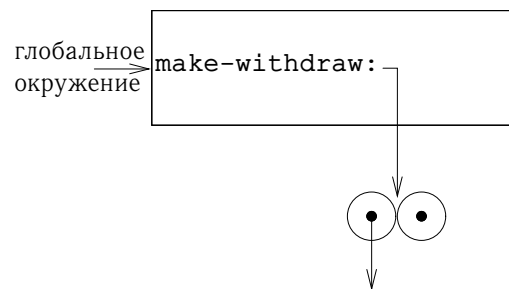 глобальное
окружение
make-withdraw: